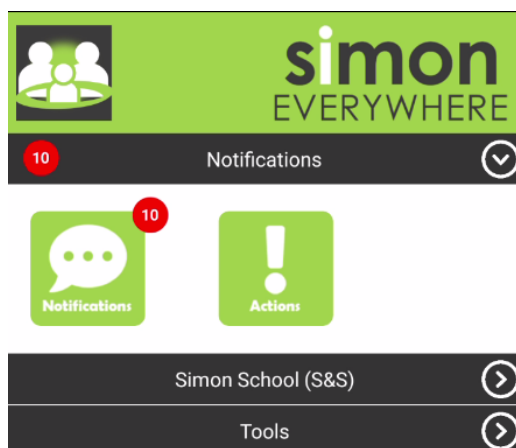 simon
EVERYWHERE
10 Notifications
10
Notifications Actions
Simon School (S&S)
Tools